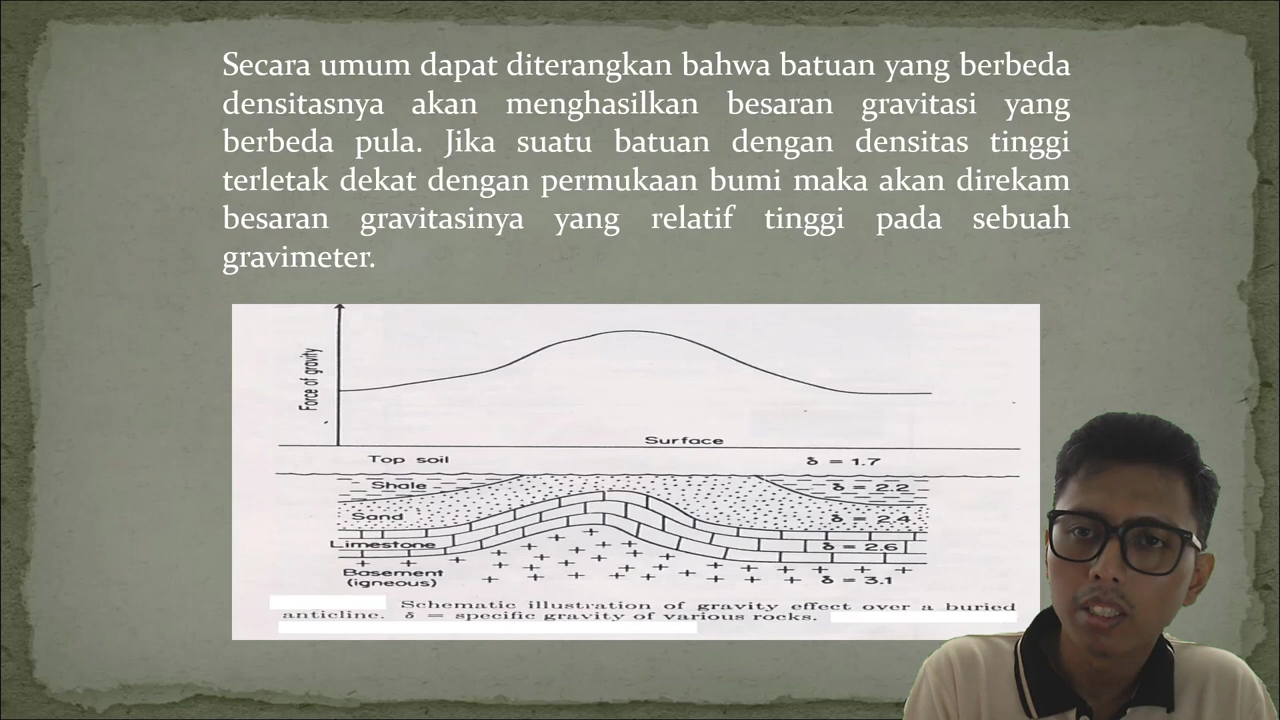 Secara umum dapat diterangkan bahwa batuan yang berbeda
densitasnya akan menghasilkan besaran gravitasi yang
berbeda pula. Jika suatu batuan dengan densitas tinggi
terletak dekat dengan permukaan bumi maka akan direkam
besaran gravitasinya yang relatif tinggi pada sebuah
gravimeter.
Force of gravity
Surface
Top soil δ = 1.7
Shale δ = 2.2
Sand δ = 2.4
Limestone δ = 2.6
Basement
(igneous) δ = 3.1
Schematic illustration of gravity effect over a buried
anticline. δ = specific gravity of various rocks.